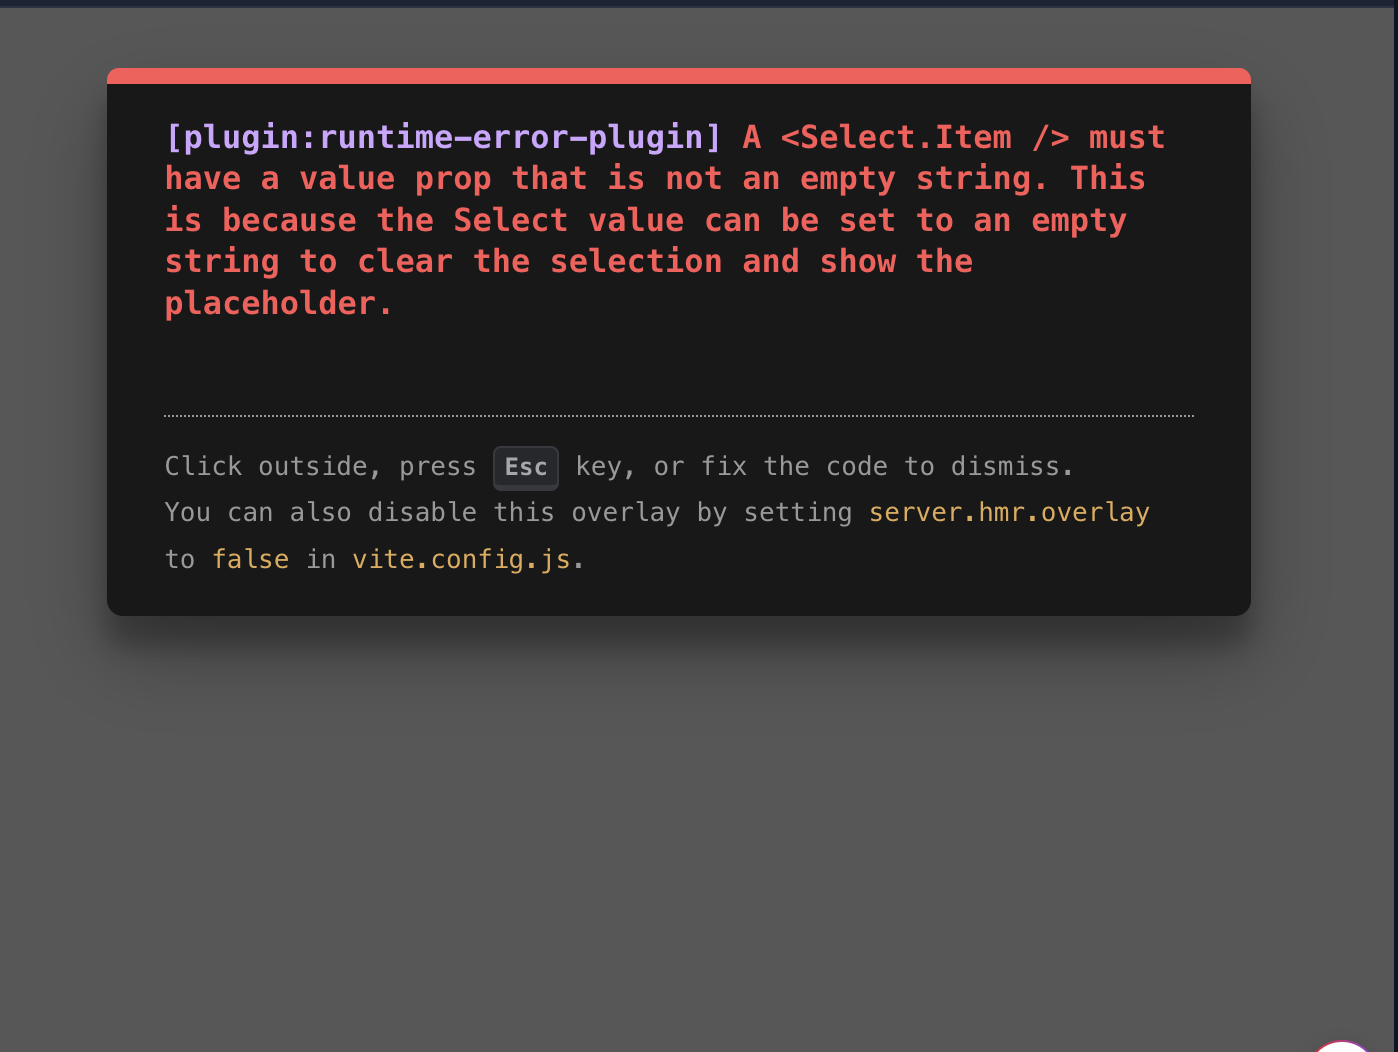 [plugin:runtime-error-plugin] A <Select.Item /> must
have a value prop that is not an empty string. This
is because the Select value can be set to an empty
string to clear the selection and show the
placeholder.
Click outside, press Esc key, or fix the code to dismiss.
You can also disable this overlay by setting server.hmr.overlay
to false in vite.config.js.